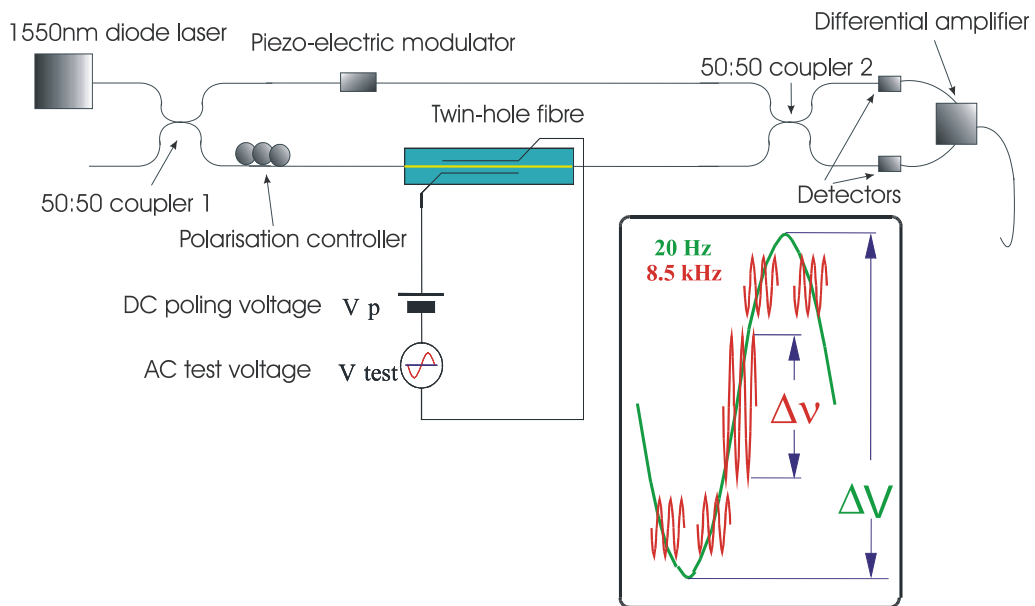 1550nm diode laser
Piezo-electric modulator
Differential amplifier
50:50 coupler 2
Twin-hole fibre
50:50 coupler 1
Polarisation controller
Detectors
DC poling voltage V p
AC test voltage V test
20 Hz
8.5 kHz
Δν
ΔV